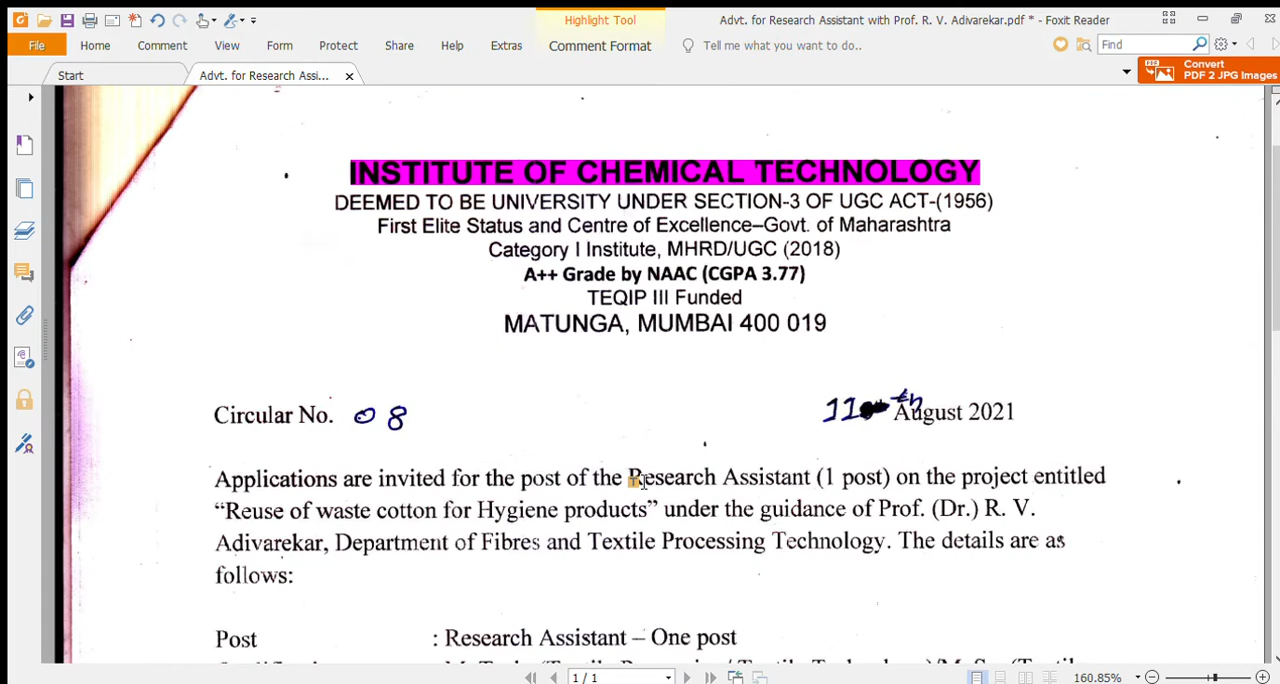 Highlight Tool
Advt. for Research Assistant with Prof. R. V. Adivarekar.pdf * - Foxit Reader
File Home Comment View Form Protect Share Help Extras Comment Format Tell me what you want to do.. Find
Start Advt. for Research Assi... Convert
PDF 2 JPG Images
INSTITUTE OF CHEMICAL TECHNOLOGY
DEEMED TO BE UNIVERSITY UNDER SECTION-3 OF UGC ACT-(1956)
First Elite Status and Centre of Excellence–Govt. of Maharashtra
Category I Institute, MHRD/UGC (2018)
A++ Grade by NAAC (CGPA 3.77)
TEQIP III Funded
MATUNGA, MUMBAI 400 019
Circular No. 08 11th August 2021
Applications are invited for the post of the Research Assistant (1 post) on the project entitled
“Reuse of waste cotton for Hygiene products” under the guidance of Prof. (Dr.) R. V.
Adivarekar, Department of Fibres and Textile Processing Technology. The details are as
follows:
Post : Research Assistant – One post
1 / 1 160.85%